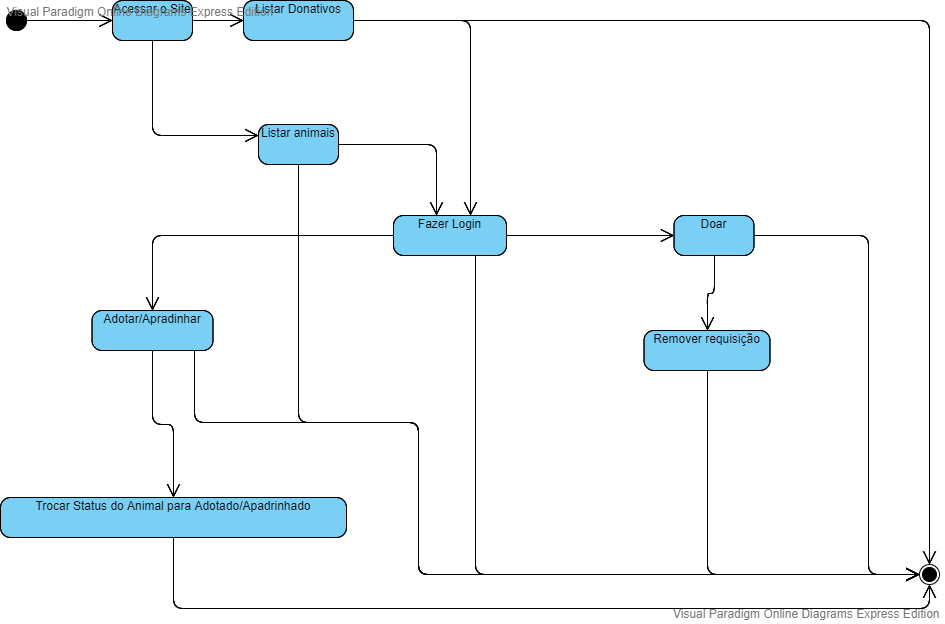 Visual Paradigm Online Diagrams Express Edition
Acessar o Site
Listar Donativos
Listar animais
Fazer Login
Doar
Adotar/Apradinhar
Remover requisição
Trocar Status do Animal para Adotado/Apadrinhado
Visual Paradigm Online Diagrams Express Edition